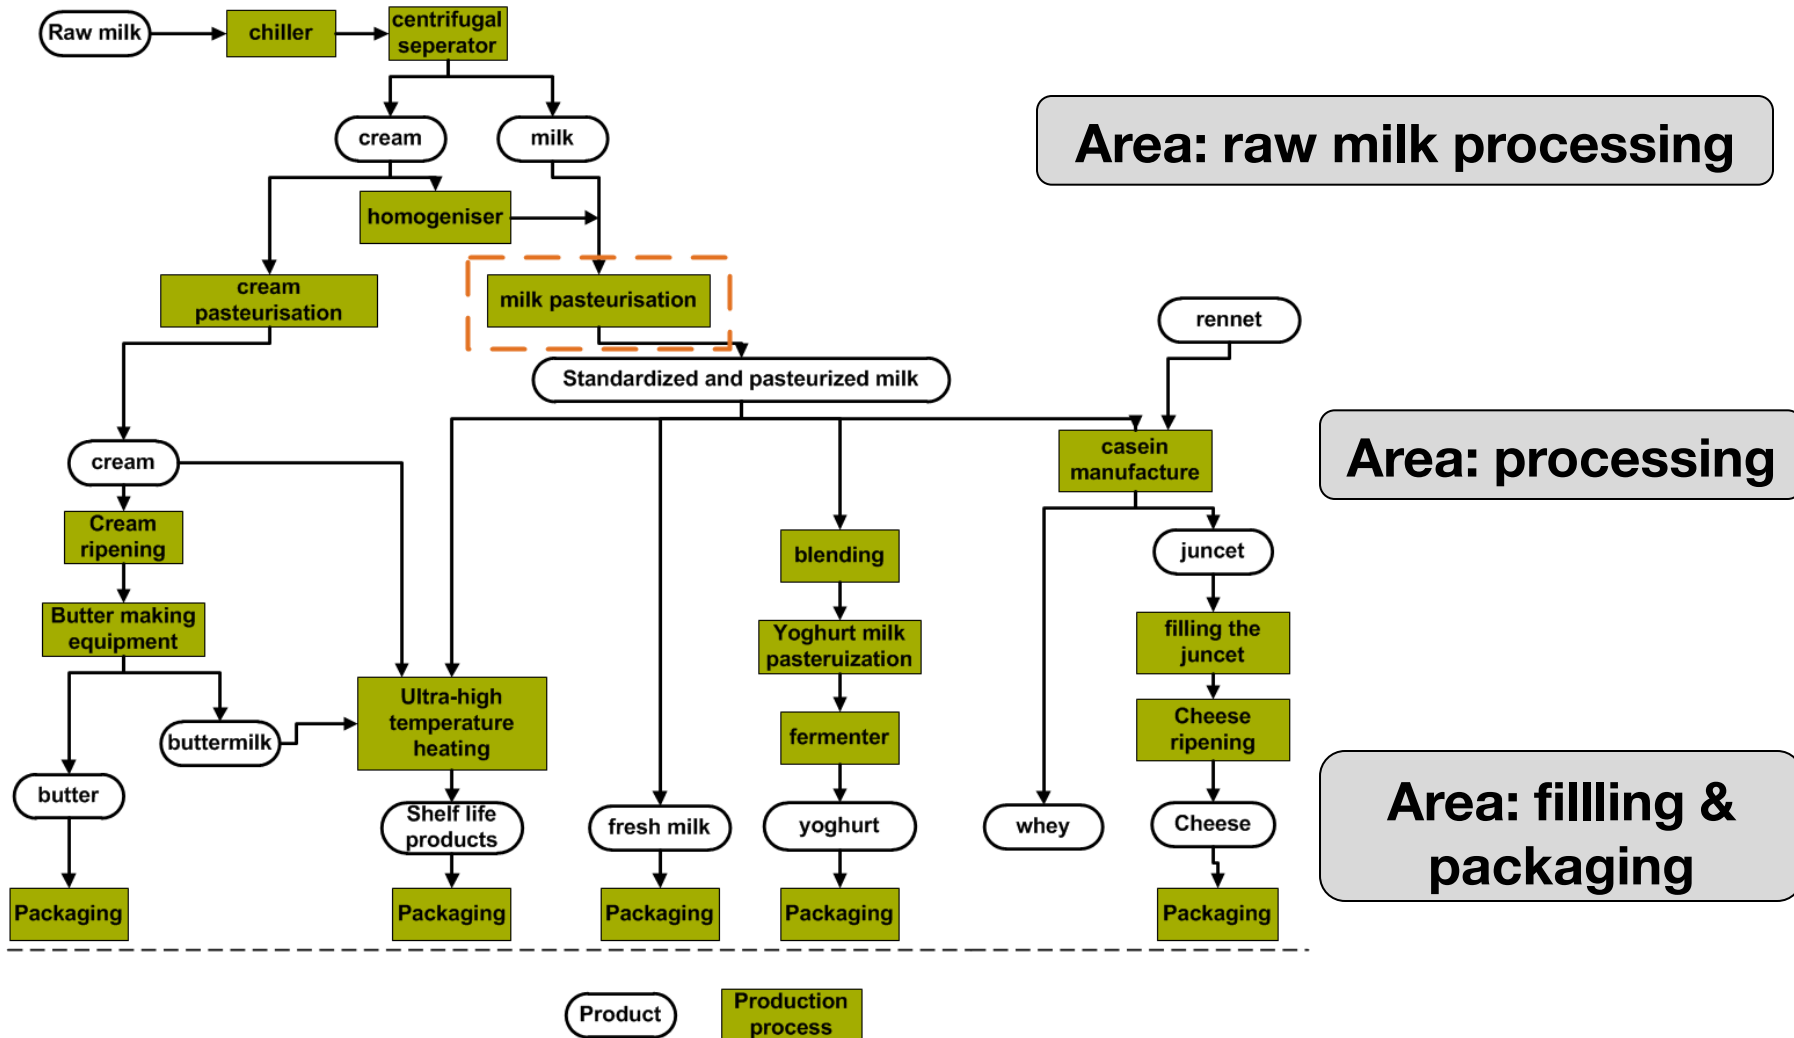 Raw milk
chiller
centrifugal
seperator
cream
milk
Area: raw milk processing
homogeniser
cream
pasteurisation
milk pasteurisation
rennet
Standardized and pasteurized milk
cream
casein
manufacture
Area: processing
Cream
ripening
blending
juncet
Butter making
equipment
Yoghurt milk
pasteruization
filling the
juncet
Ultra-high
temperature
heating
buttermilk
fermenter
Cheese
ripening
butter
Shelf life
products
fresh milk
yoghurt
whey
Cheese
Area: fillling &
packaging
Packaging
Packaging
Packaging
Packaging
Packaging
Product
Production
process